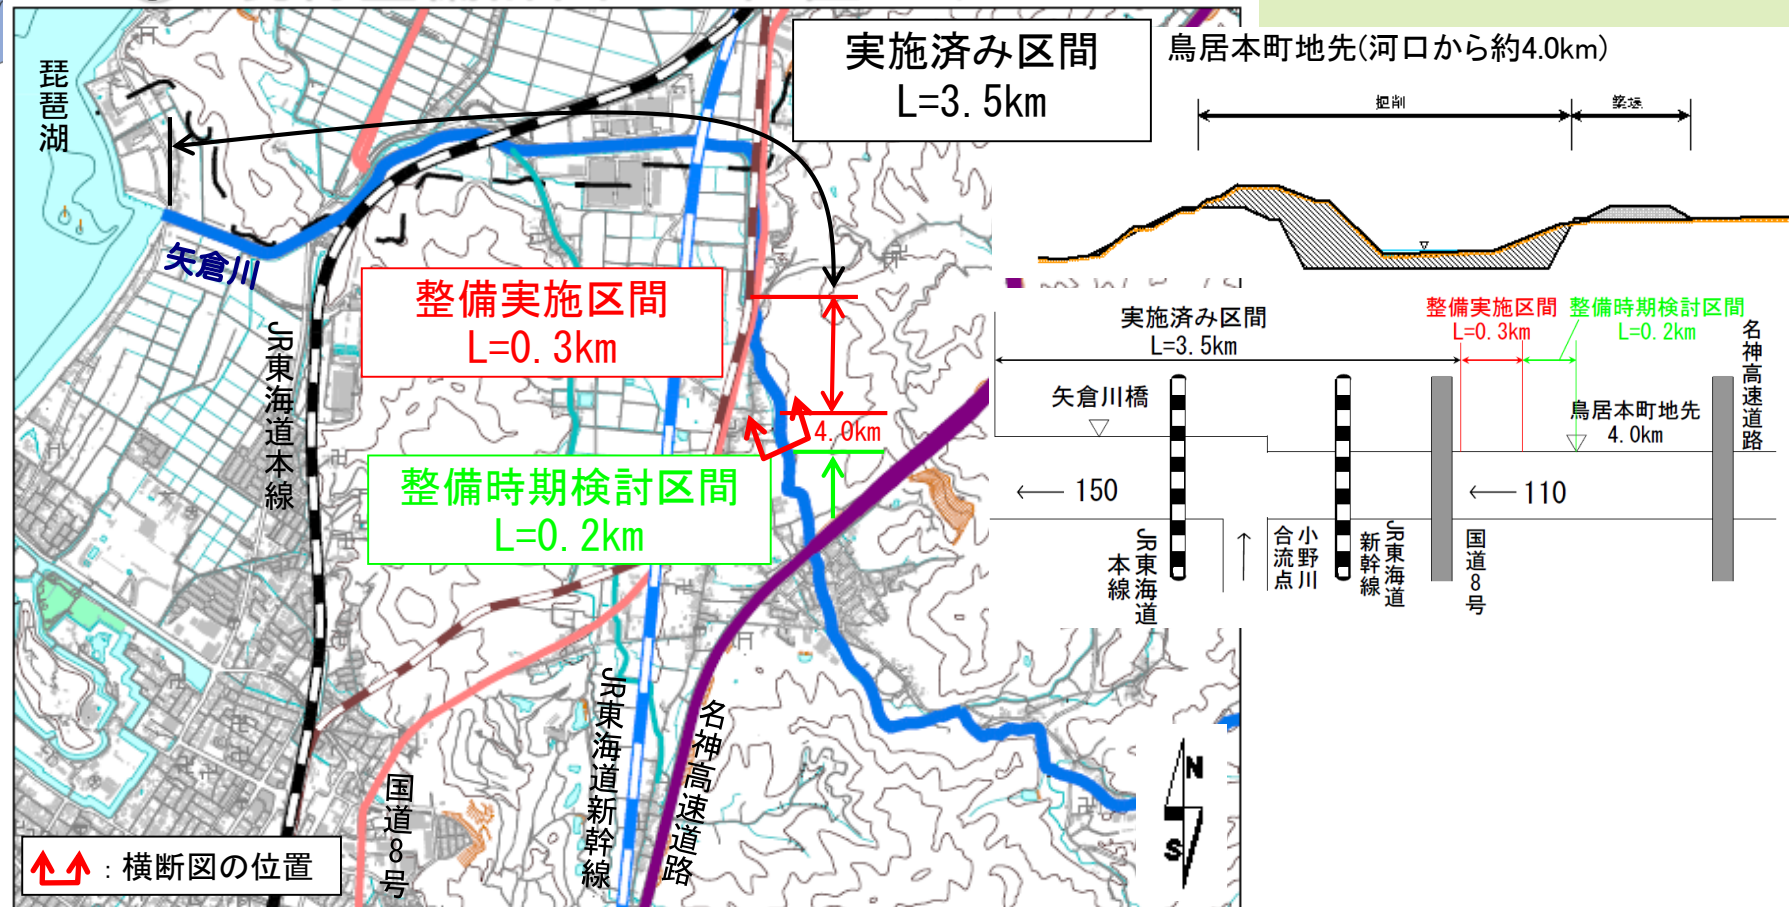 琵琶湖
矢倉川
実施済み区間
L=3.5km
整備実施区間
L=0.3km
4.0km
整備時期検討区間
L=0.2km
JR東海道本線
JR東海道新幹線
名神高速道路
国道8号
：横断図の位置
N
S
鳥居本町地先(河口から約4.0km)
掘削
築堤
実施済み区間
L=3.5km
整備実施区間
L=0.3km
整備時期検討区間
L=0.2km
名神高速道路
矢倉川橋
鳥居本町地先
4.0km
← 150
← 110
JR東海道
本線
↑
小野川
合流点
JR東海道
新幹線
国道8号